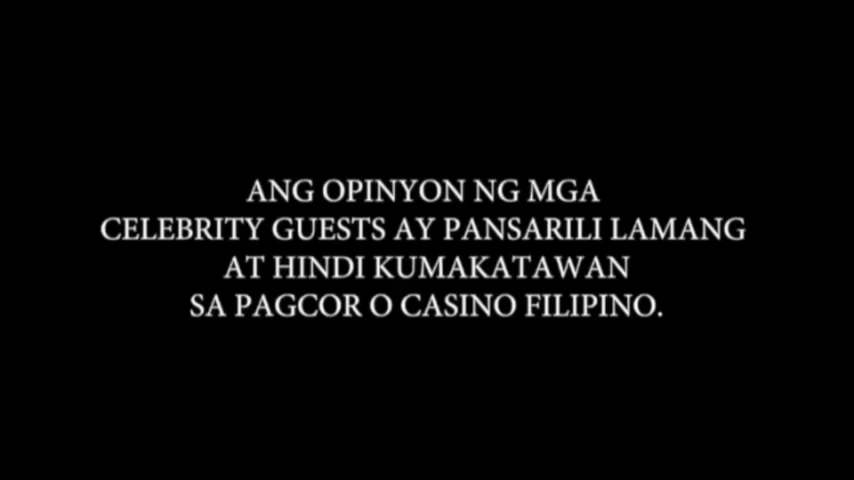 ANG OPINYON NG MGA
CELEBRITY GUESTS AY PANSARILI LAMANG
AT HINDI KUMAKATAWAN
SA PAGCOR O CASINO FILIPINO.